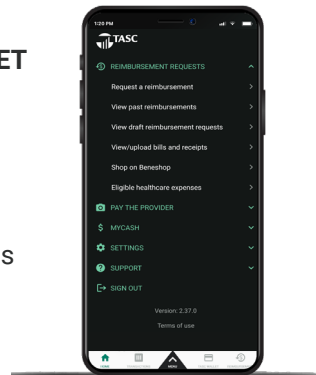 ET
S
1:20 PM
TASC
REIMBURSEMENT REQUESTS
Request a reimbursement
View past reimbursements
View draft reimbursement requests
View/upload bills and receipts
Shop on Beneshop
Eligible healthcare expenses
PAY THE PROVIDER
MYCASH
SETTINGS
SUPPORT
SIGN OUT
Version: 2.37.0
Terms of use
HOME
MENU